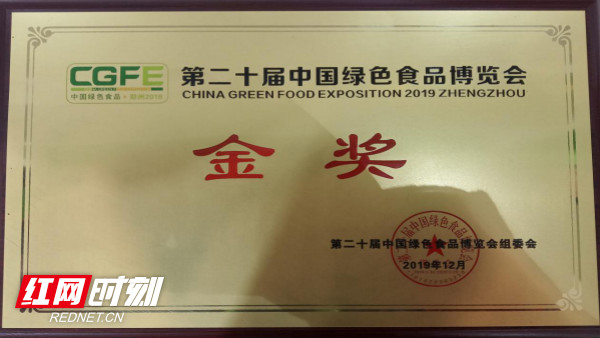 CGFE
中国绿色食品·郑州2019
第二十届中国绿色食品博览会
CHINA GREEN FOOD EXPOSITION 2019 ZHENGZHOU
金 奖
第二十届中国绿色食品博览会组委会
2019年12月
红网时刻
REDNET.CN